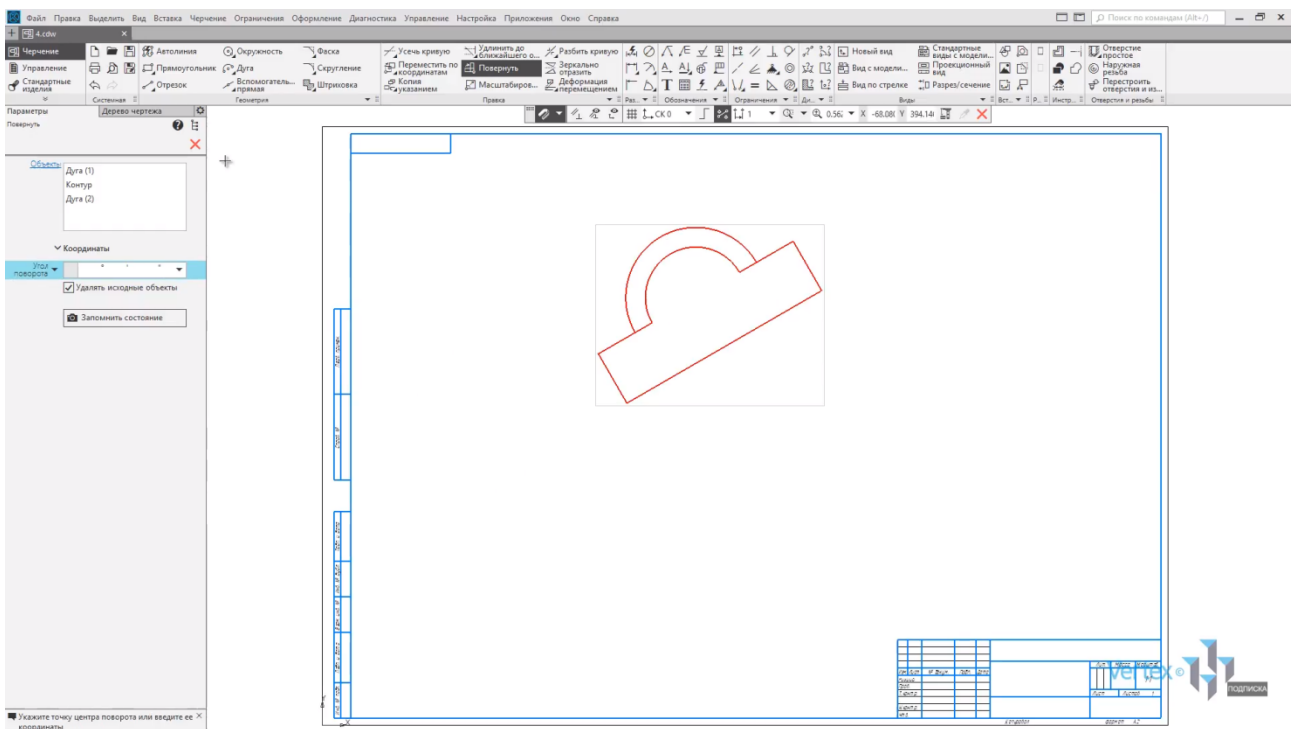 Файл Правка Выделить Вид Вставка Черчение Ограничения Оформление Диагностика Управление Настройка Приложения Окно Справка
Поиск по командам (Alt+/)
4.cdw
Черчение
Управление
Стандартные изделия
Системная
Автолиния
Прямоугольник
Отрезок
Окружность
Дуга
Вспомогатель... прямая
Фаска
Скругление
Штриховка
Геометрия
Усечь кривую
Переместить по координатам
Копия указанием
Удлинить до ближайшего о...
Повернуть
Масштабиров...
Разбить кривую
Зеркально отразить
Деформация перемещением
Правка
Раз...
Обозначения
Ограничения
Ди...
Новый вид
Вид с модели...
Вид по стрелке
Стандартные виды с модели...
Проекционный вид
Разрез/сечение
Виды
Вст...
Р...
Инстр...
Отверстие простое
Наружная резьба
Перестроить отверстия и из...
Отверстия и резьбы
Параметры
Дерево чертежа
Повернуть
СК 0
1
X -68.08
Y 394.14
Объекты
Дуга (1)
Контур
Дуга (2)
Координаты
Угол поворота
Удалять исходные объекты
Запомнить состояние
Укажите точку центра поворота или введите ее координаты
vertex
подписка